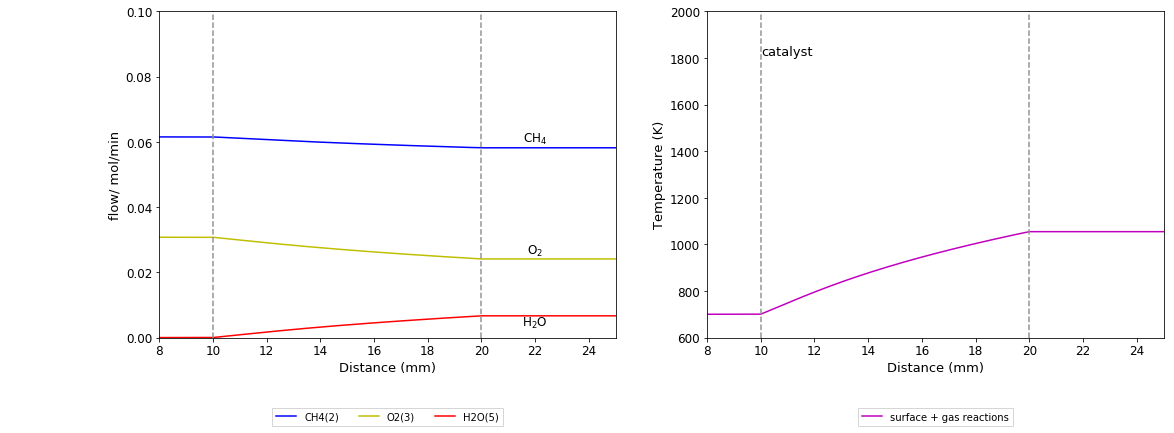 0.10
0.08
0.06
0.04
0.02
0.00
flow/ mol/min
CH₄
O₂
H₂O
8 10 12 14 16 18 20 22 24
Distance (mm)
CH4(2) O2(3) H2O(5)
2000
1800
1600
1400
1200
1000
800
600
Temperature (K)
catalyst
8 10 12 14 16 18 20 22 24
Distance (mm)
surface + gas reactions